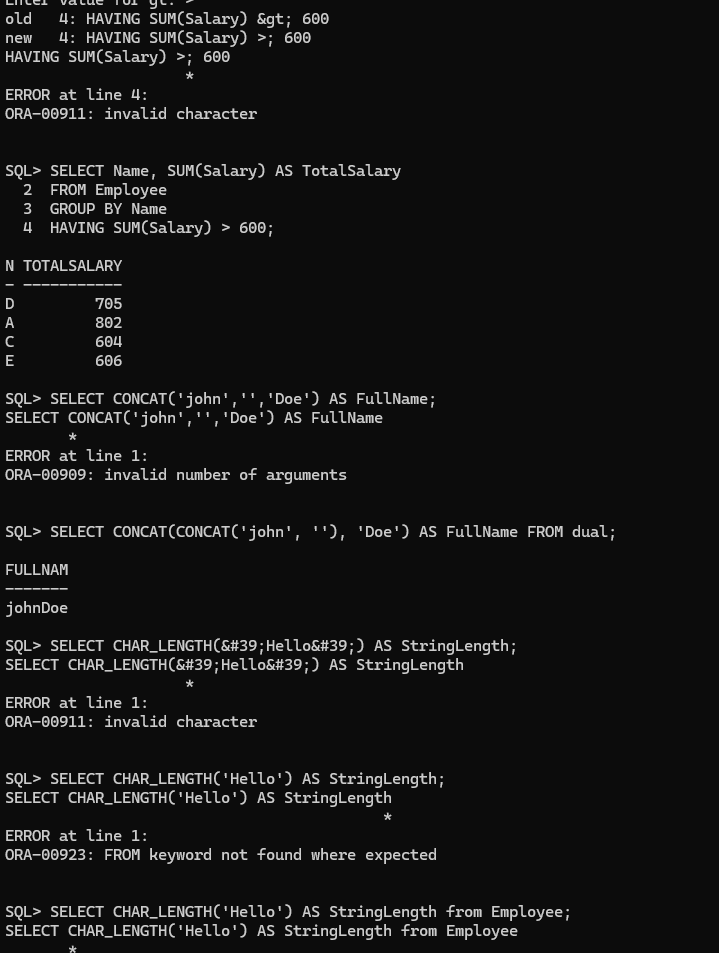 Enter value for gt: >
old   4: HAVING SUM(Salary) &gt; 600
new   4: HAVING SUM(Salary) >; 600
HAVING SUM(Salary) >; 600
                    *
ERROR at line 4:
ORA-00911: invalid character
SQL> SELECT Name, SUM(Salary) AS TotalSalary
  2  FROM Employee
  3  GROUP BY Name
  4  HAVING SUM(Salary) > 600;
N TOTALSALARY
- -----------
D         705
A         802
C         604
E         606
SQL> SELECT CONCAT('john','','Doe') AS FullName;
SELECT CONCAT('john','','Doe') AS FullName
       *
ERROR at line 1:
ORA-00909: invalid number of arguments
SQL> SELECT CONCAT(CONCAT('john', ''), 'Doe') AS FullName FROM dual;
FULLNAM
-------
johnDoe
SQL> SELECT CHAR_LENGTH(&#39;Hello&#39;) AS StringLength;
SELECT CHAR_LENGTH(&#39;Hello&#39;) AS StringLength
                    *
ERROR at line 1:
ORA-00911: invalid character
SQL> SELECT CHAR_LENGTH('Hello') AS StringLength;
SELECT CHAR_LENGTH('Hello') AS StringLength
                                          *
ERROR at line 1:
ORA-00923: FROM keyword not found where expected
SQL> SELECT CHAR_LENGTH('Hello') AS StringLength from Employee;
SELECT CHAR_LENGTH('Hello') AS StringLength from Employee
       *